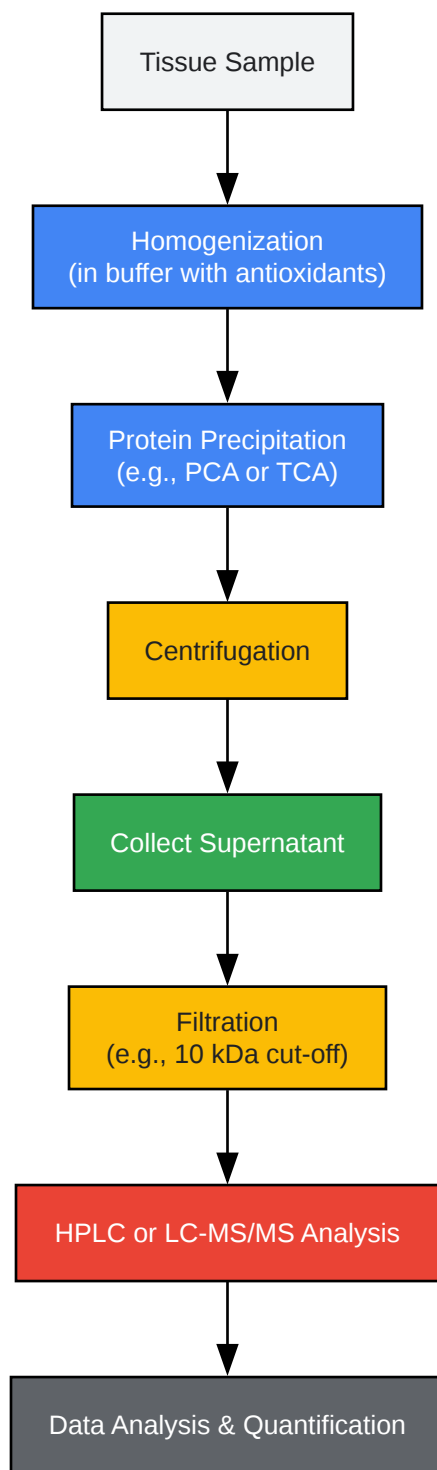 Tissue Sample
Homogenization
(in buffer with antioxidants)
Protein Precipitation
(e.g., PCA or TCA)
Centrifugation
Collect Supernatant
Filtration
(e.g., 10 kDa cut-off)
HPLC or LC-MS/MS Analysis
Data Analysis & Quantification